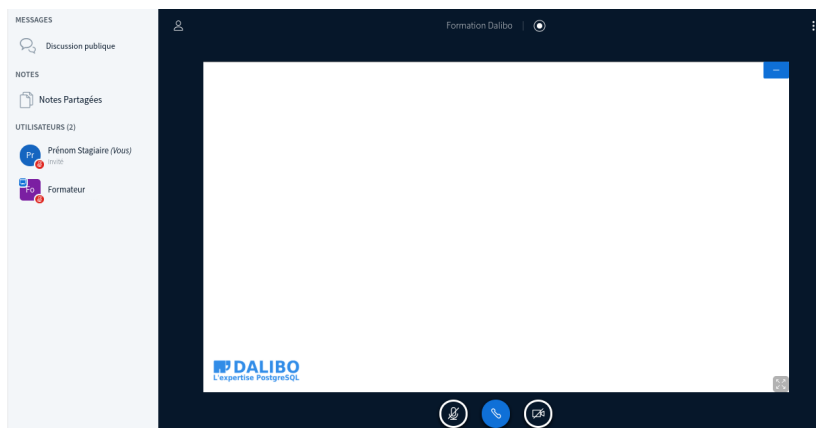 MESSAGES
Discussion publique
NOTES
Notes Partagées
UTILISATEURS (2)
Pr
Prénom Stagiaire (Vous)
Invité
Fo
Formateur
Formation Dalibo
DALIBO
L'expertise PostgreSQL